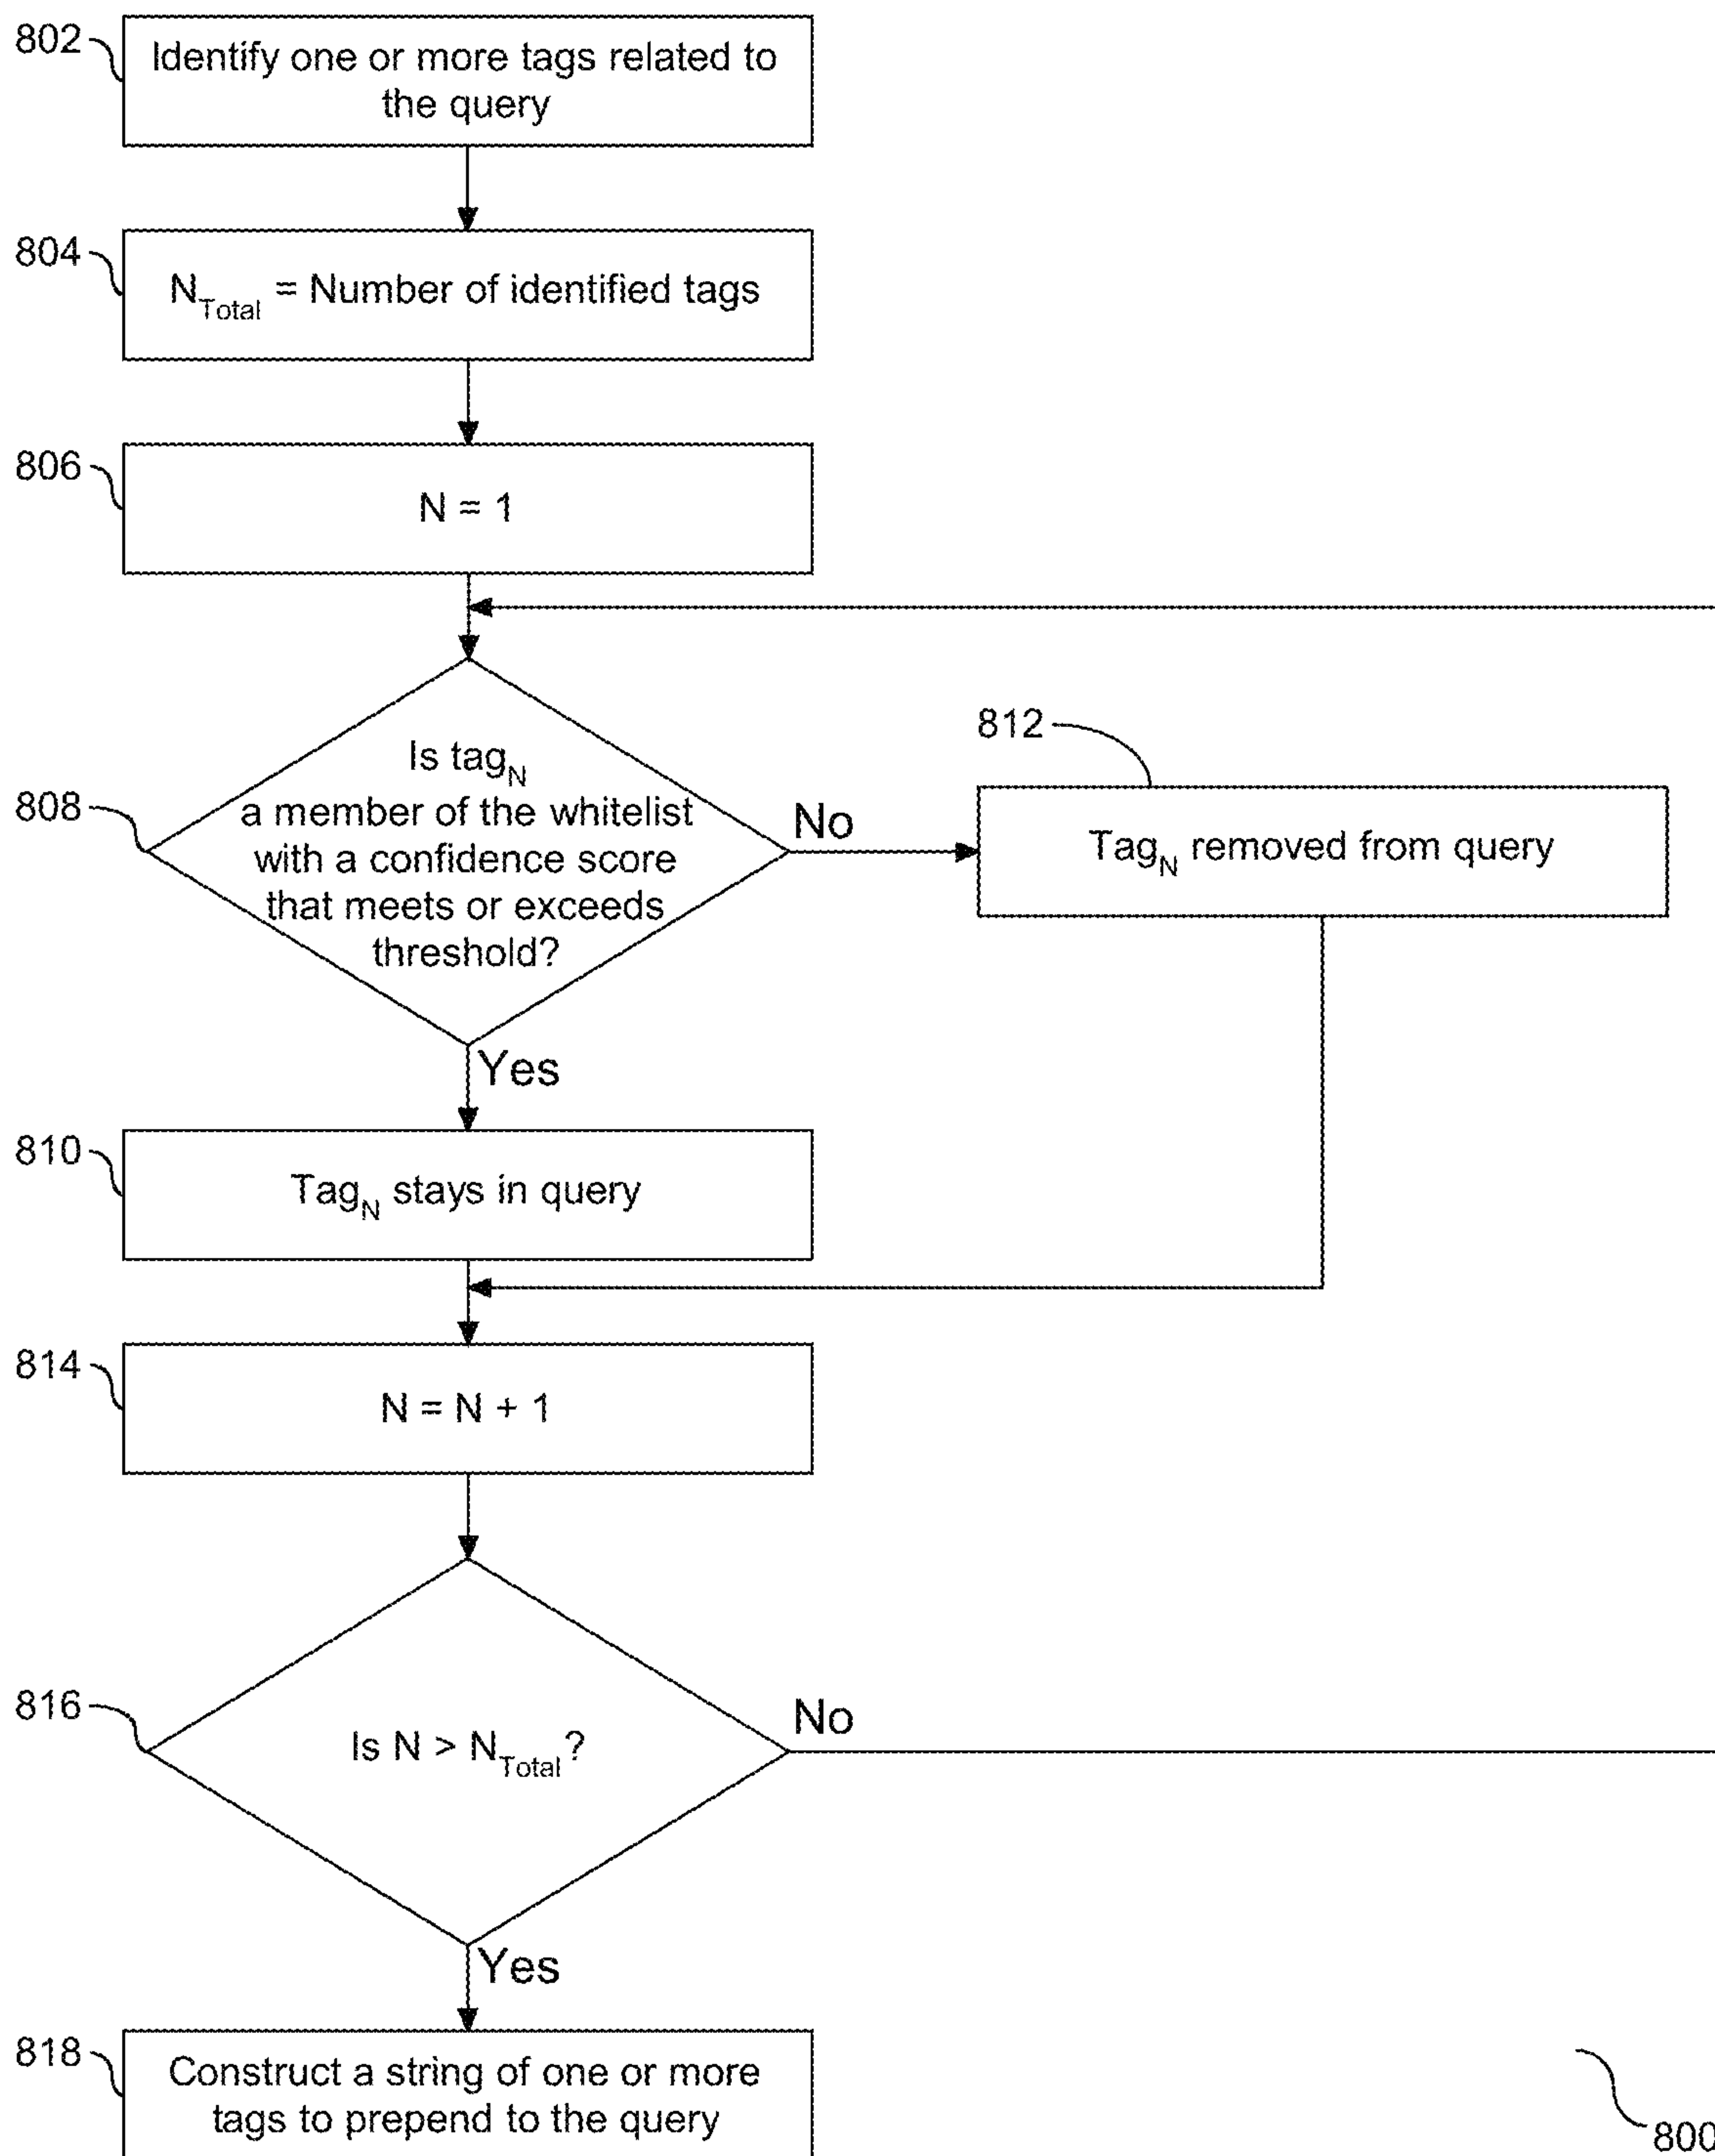 802
Identify one or more tags related to
the query
804
N_Total = Number of identified tags
806
N = 1
808
Is tag_N
a member of the whitelist
with a confidence score
that meets or exceeds
threshold?
No
812
Tag_N removed from query
Yes
810
Tag_N stays in query
814
N = N + 1
816
Is N > N_Total?
No
Yes
818
Construct a string of one or more
tags to prepend to the query
800